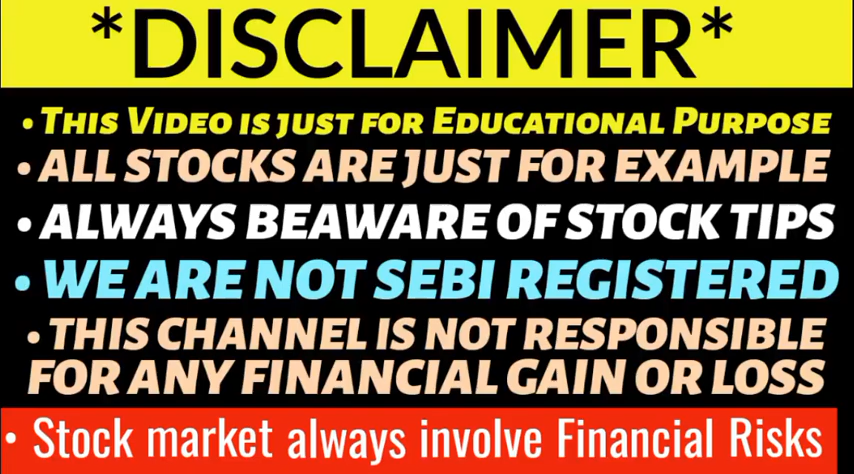 *DISCLAIMER*
• THIS VIDEO IS JUST FOR EDUCATIONAL PURPOSE
• ALL STOCKS ARE JUST FOR EXAMPLE
• ALWAYS BEAWARE OF STOCK TIPS
• WE ARE NOT SEBI REGISTERED
• THIS CHANNEL IS NOT RESPONSIBLE
FOR ANY FINANCIAL GAIN OR LOSS
• Stock market always involve Financial Risks